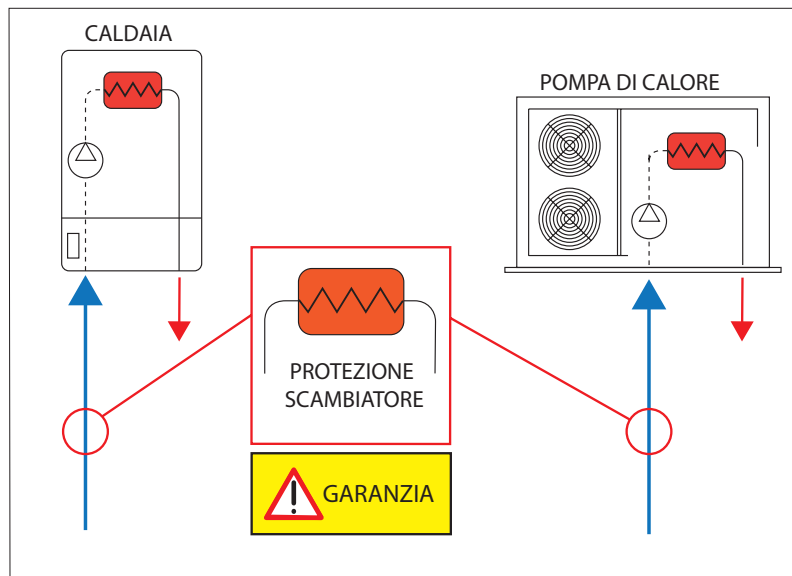 CALDAIA
POMPA DI CALORE
PROTEZIONE
SCAMBIATORE
GARANZIA